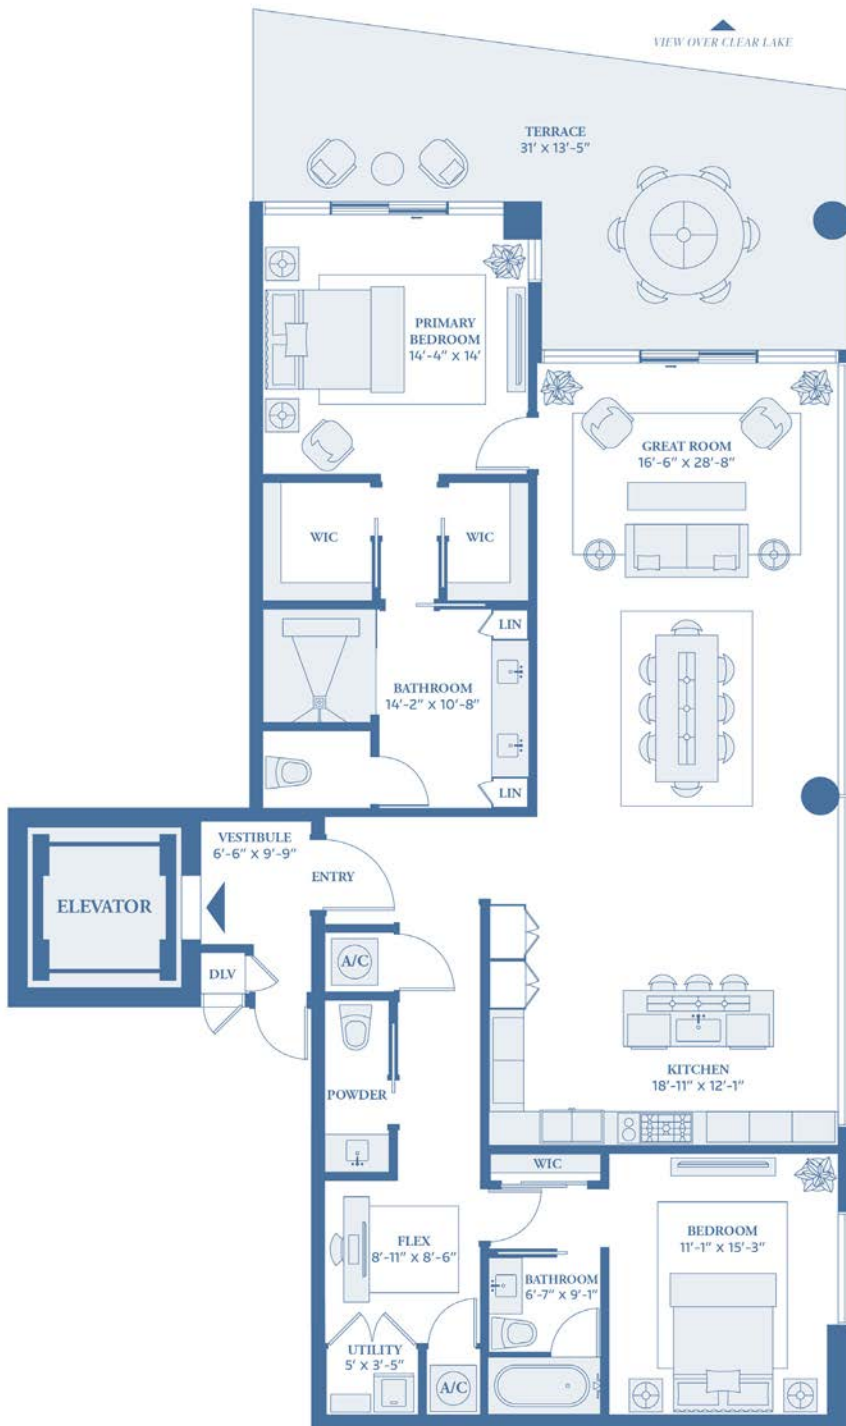 VIEW OVER CLEAR LAKE
TERRACE
31' X 13'-5"
PRIMARY
BEDROOM
14'-4" X 14'
GREAT ROOM
16'-6" X 28'-8"
WIC
WIC
LIN
BATHROOM
14'-2" X 10'-8"
LIN
VESTIBULE
6'-6" X 9'-9"
ENTRY
ELEVATOR
A/C
DLV
KITCHEN
18'-11" X 12'-1"
POWDER
WIC
FLEX
8'-11" X 8'-6"
BEDROOM
11'-1" X 15'-3"
BATHROOM
6'-7" X 9'-1"
UTILITY
5' X 3'-5"
A/C